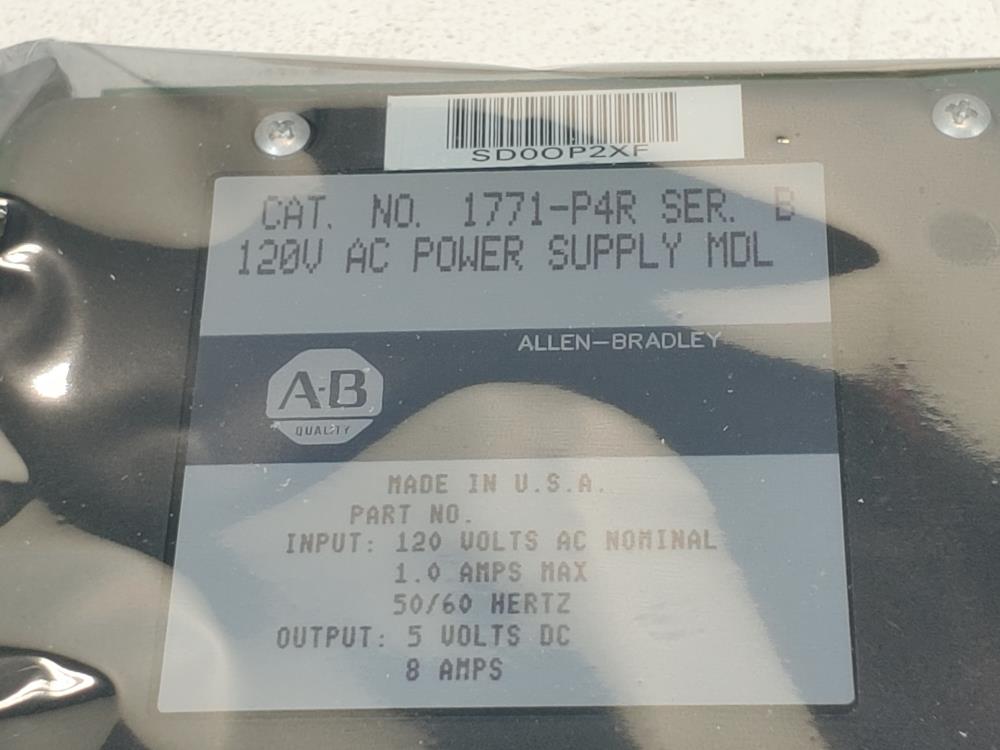 SD00P2XF
CAT. NO. 1771-P4R SER. B
120V AC POWER SUPPLY MDL
ALLEN-BRADLEY
A-B
QUALITY
MADE IN U.S.A.
PART NO.
INPUT: 120 VOLTS AC NOMINAL
1.0 AMPS MAX
50/60 HERTZ
OUTPUT: 5 VOLTS DC
8 AMPS